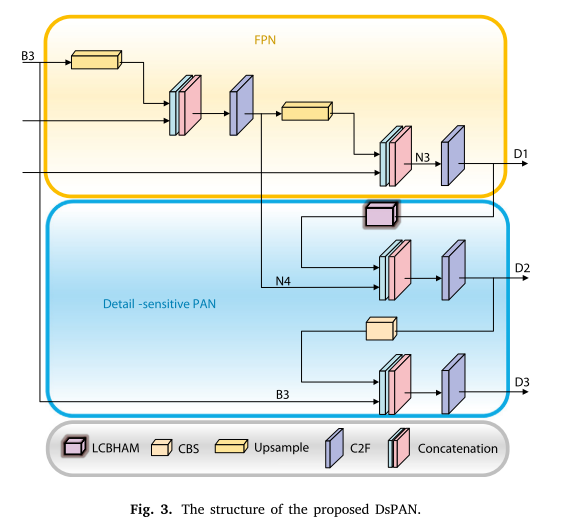 FPN
B3
N3
D1
D2
N4
Detail -sensitive PAN
B3
D3
LCBHAM
CBS
Upsample
C2F
Concatenation
Fig. 3. The structure of the proposed DsPAN.